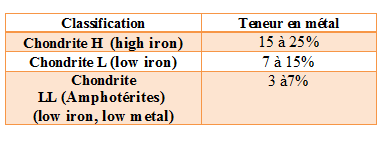 Classification Teneur en métal
Chondrite H (high iron) 15 à 25%
Chondrite L (low iron) 7 à 15%
Chondrite 3 à7%
LL (Amphotérites)
(low iron, low metal)